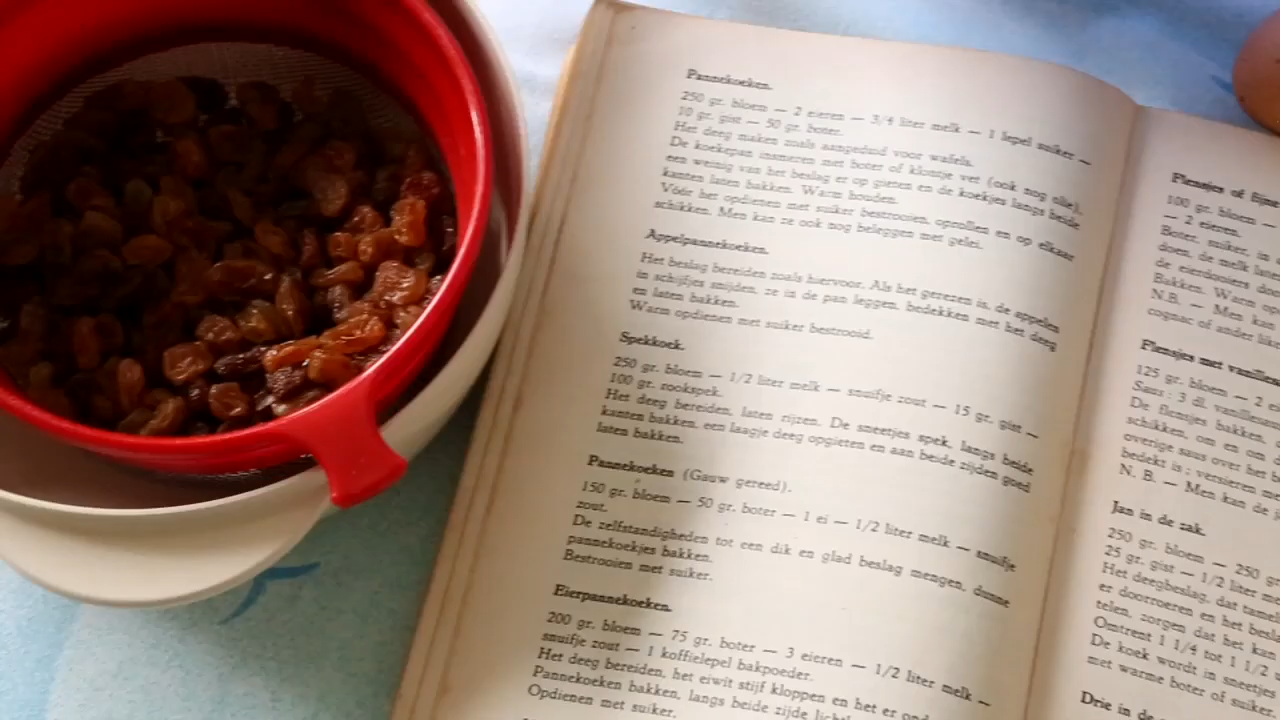 Pannekoeken.
250 gr. bloem — 2 eieren — 3/4 liter melk — 1 lepel suiker —
10 gr. gist — 50 gr. boter.
Het deeg maken zoals aangeduid voor wafels.
De koekepan insmeren met boter of klontje vet (ook nog olie),
een weinig van het beslag er op gieten en de koekjes langs beide
kanten laten bakken. Warm houden.
Vóór het opdienen met suiker bestrooien, oprollen en op elkaar
schikken. Men kan ze ook nog beleggen met gelei.
Appelpannekoeken.
Het beslag bereiden zoals hiervoor. Als het gerezen is, de appelen
in schijfjes snijden, ze in de pan leggen, bedekken met het deeg
en laten bakken.
Warm opdienen met suiker bestrooid.
Spekkoek.
250 gr. bloem — 1/2 liter melk — snuifje zout — 15 gr. gist —
100 gr. rookspek.
Het deeg bereiden, laten rijzen. De sneetjes spek, langs beide
kanten bakken, een laagje deeg opgieten en aan beide zijden goed
laten bakken.
Pannekoeken (Gauw gereed).
150 gr. bloem — 50 gr. boter — 1 ei — 1/2 liter melk — snuifje
zout.
De zelfstandigheden tot een dik en glad beslag mengen, dunne
pannekoekjes bakken.
Bestrooien met suiker.
Eierpannekoeken.
200 gr. bloem — 75 gr. boter — 3 eieren — 1/2 liter melk —
snuifje zout — 1 koffielepel bakpoeder.
Het deeg bereiden, het eiwit stijf kloppen en het er
Pannekoeken bakken, langs beide zijde
Opdienen met suiker.
Flensjes of
100 gr. bloem —
— 2 eieren.
Boter, suiker, in
doen, de melk
de eierdooiers
Bakken. Warm
N.B. — Men kan
cognac of ander
Flensjes met
125 gr. bloem — 2
Saus : 3 dl.
De flentjes bakken,
schikken, om en om
overige saus over het
bedekt is ; versieren
N. B. — Men kan de
Jan in de zak.
250 gr. bloem — 250
25 gr. gist — 1/2 liter
Het deegbeslag, dat
er doorroeren en het
telen, zorgen dat het kan
Omtrent 1 1/4 tot 1 1/2
De koek wordt in sneetjes
met warme boter of suiker.
Drie in de